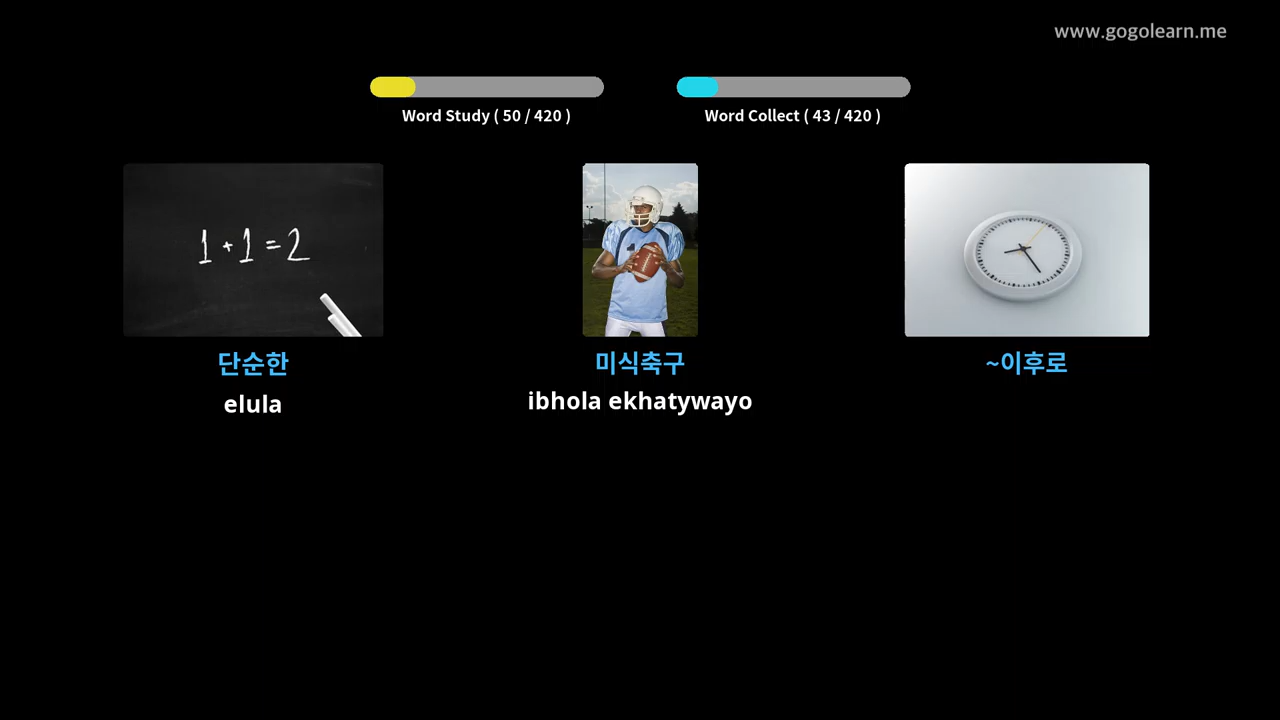 www.gogolearn.me
Word Study ( 50 / 420 )
Word Collect ( 43 / 420 )
1 + 1 = 2
단순한
미식축구
~이후로
elula
ibhola ekhatywayo